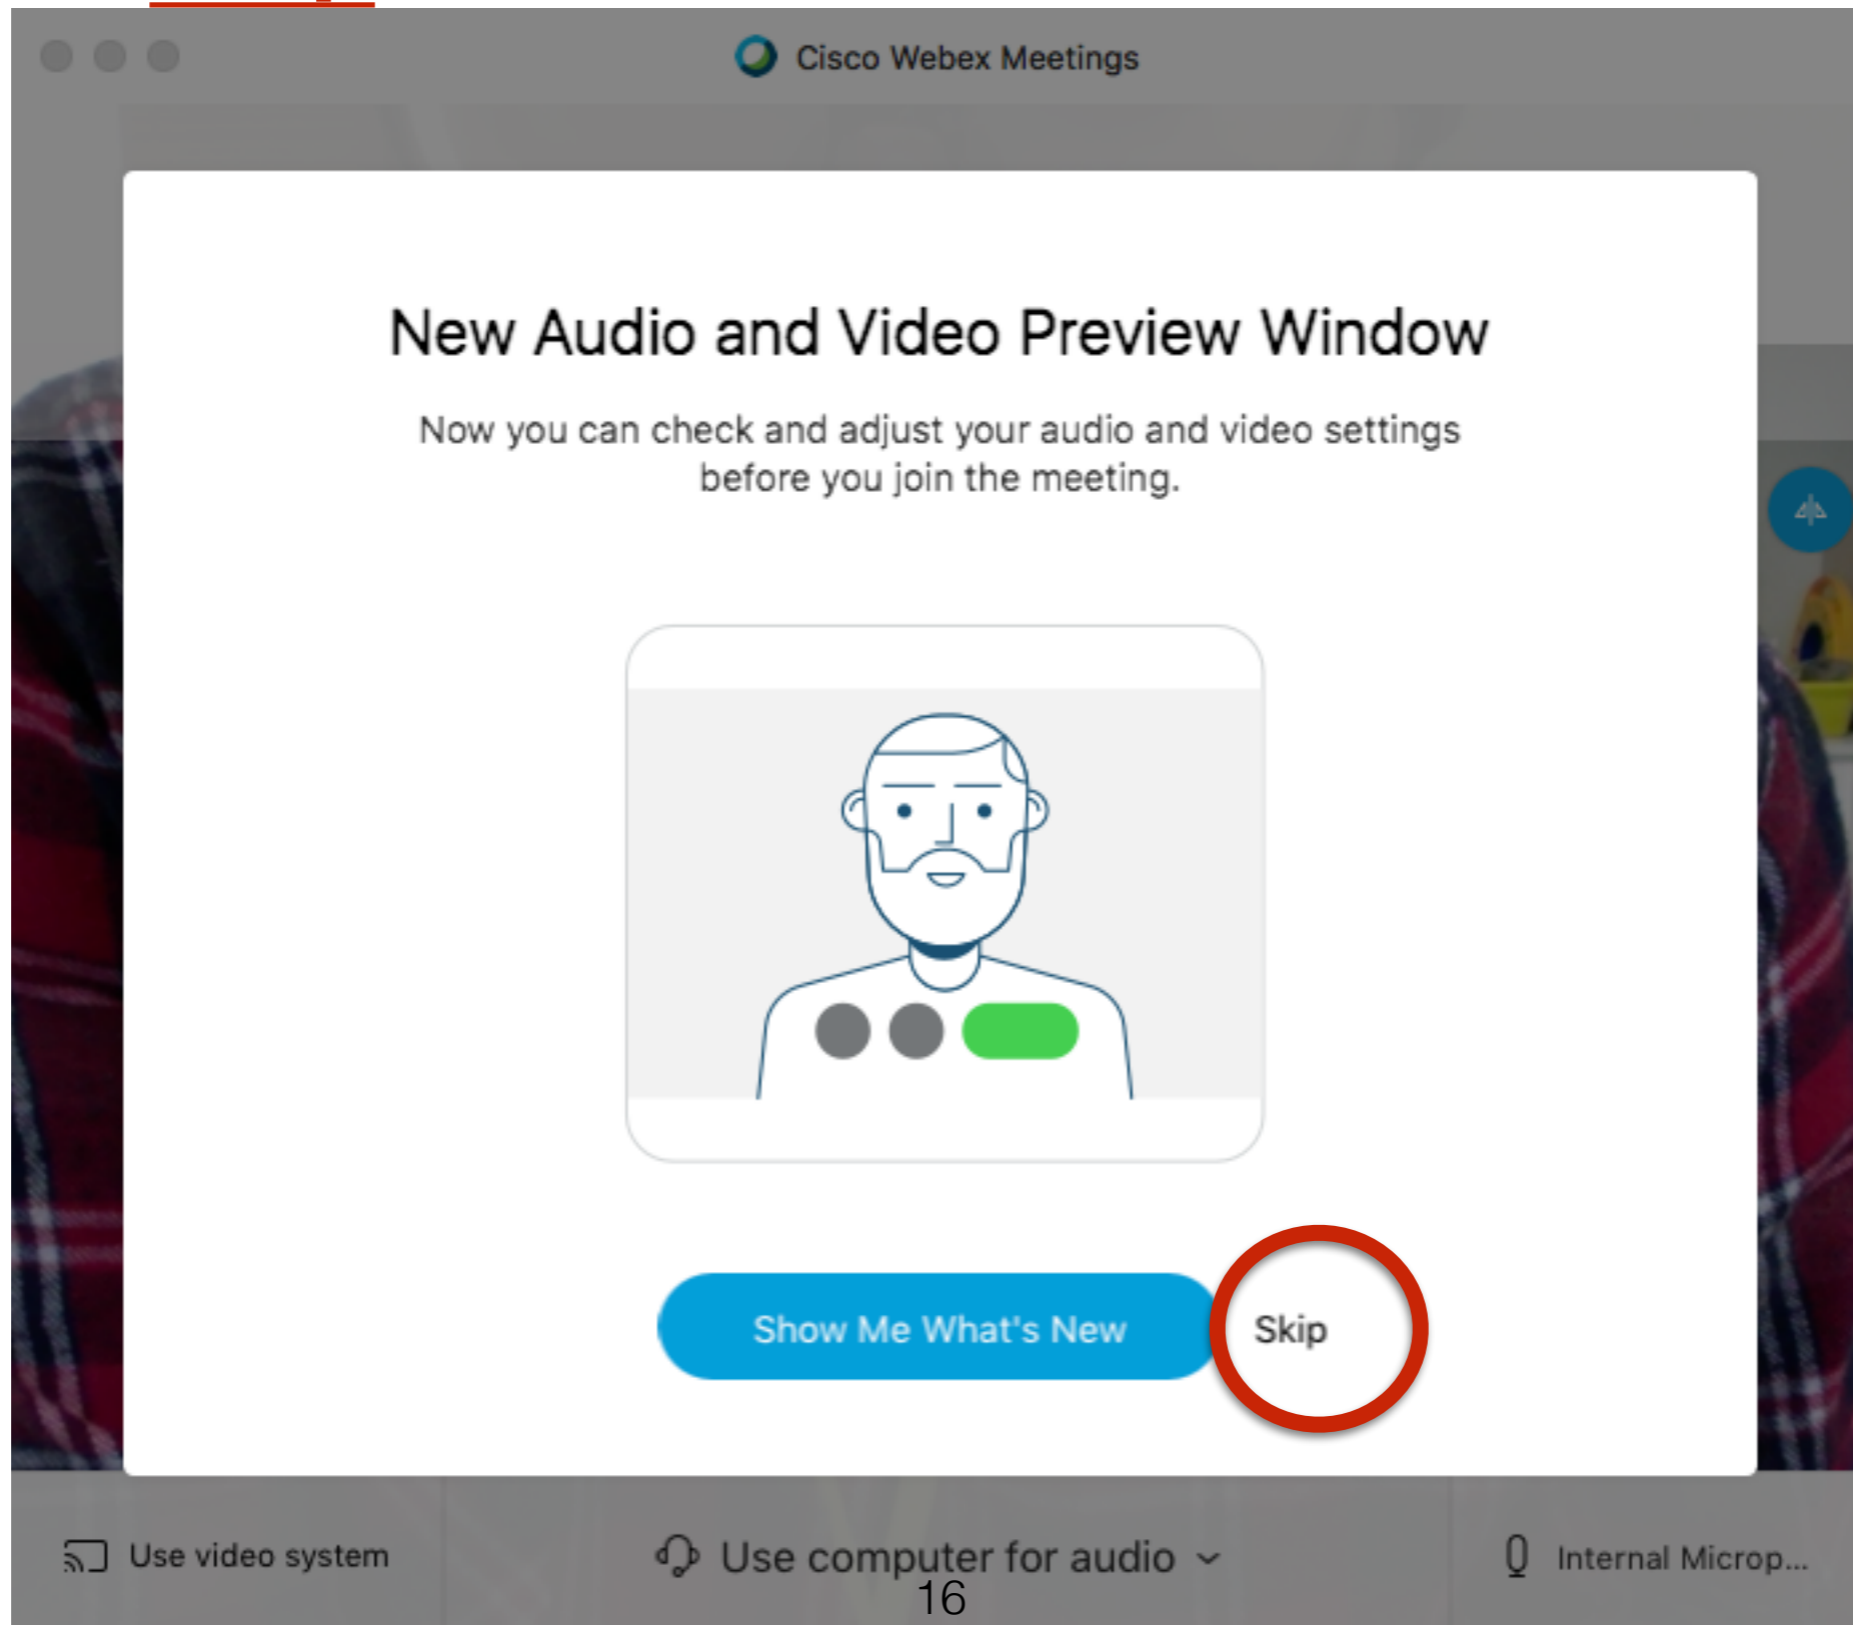 Cisco Webex Meetings
New Audio and Video Preview Window
Now you can check and adjust your audio and video settings
before you join the meeting.
Show Me What's New
Skip
Use video system
Use computer for audio
Internal Microp...
16